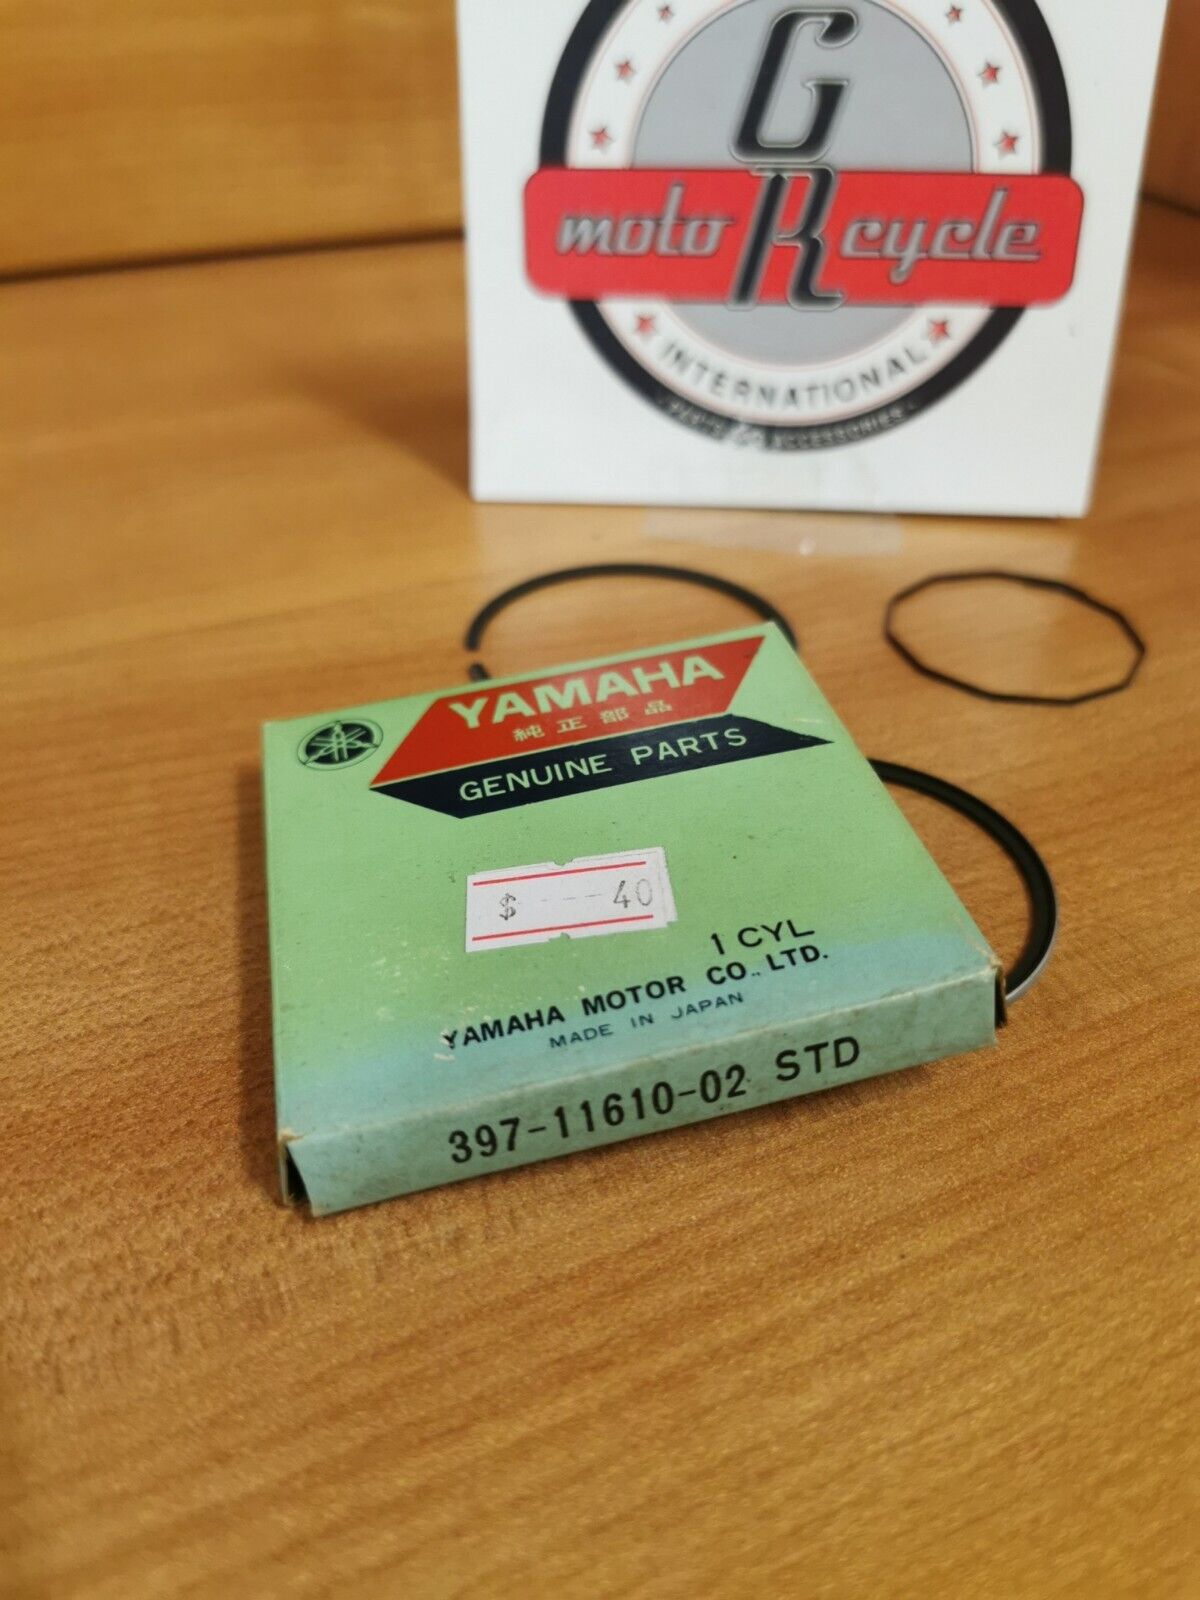 G
moto R cycle
INTERNATIONAL
ACCESSORIES
YAMAHA
純正部品
GENUINE PARTS
$ ---40
1 CYL
YAMAHA MOTOR CO., LTD.
MADE IN JAPAN
397-11610-02 STD